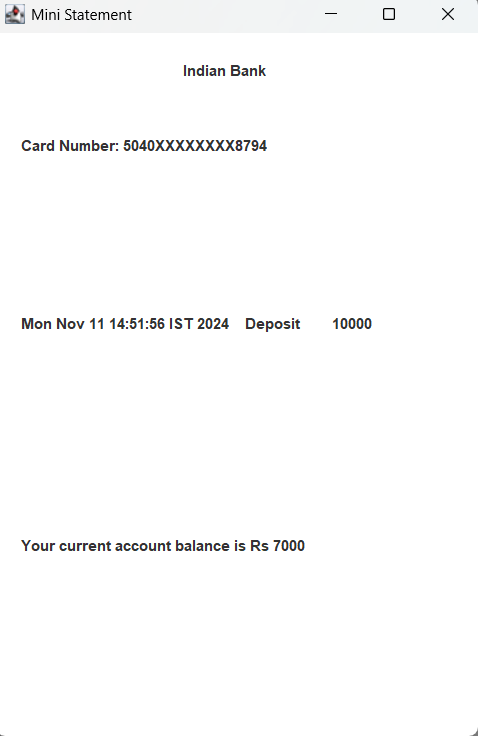 Mini Statement
Indian Bank
Card Number: 5040XXXXXXXX8794
Mon Nov 11 14:51:56 IST 2024 Deposit 10000
Your current account balance is Rs 7000